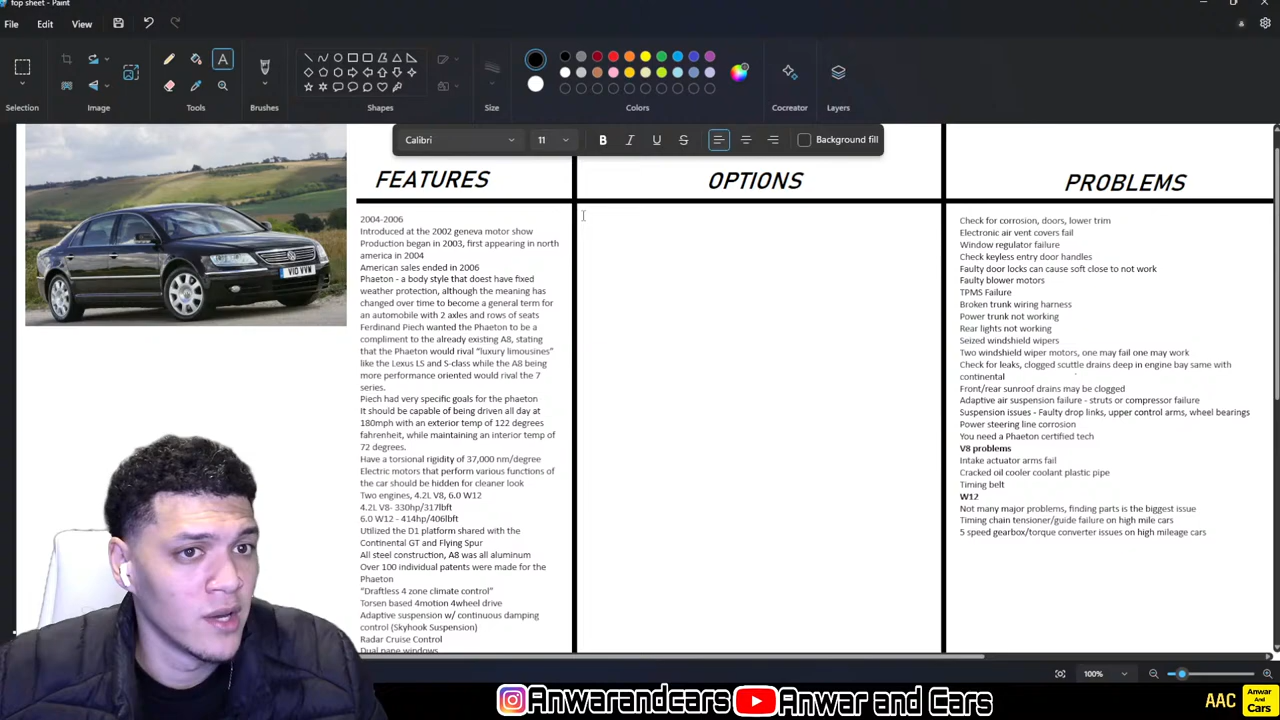 top sheet - Paint
File
Edit
View
Selection
Image
Tools
Brushes
Shapes
Size
Colors
Cocreator
Layers
Calibri
11
B
I
U
S
Background fill
V10 VVW
FEATURES
2004-2006
Introduced at the 2002 geneva motor show
Production began in 2003, first appearing in north
america in 2004
American sales ended in 2006
Phaeton - a body style that doest have fixed
weather protection, although the meaning has
changed over time to become a general term for
an automobile with 2 axles and rows of seats
Ferdinand Piech wanted the Phaeton to be a
compliment to the already existing A8, stating
that the Phaeton would rival "luxury limousines"
like the Lexus LS and S-class while the A8 being
more performance oriented would rival the 7
series.
Piech had very specific goals for the phaeton
It should be capable of being driven all day at
180mph with an exterior temp of 122 degrees
fahrenheit, while maintaining an interior temp of
72 degrees.
Have a torsional rigidity of 37,000 nm/degree
Electric motors that perform various functions of
the car should be hidden for cleaner look
Two engines, 4.2L V8, 6.0 W12
4.2L V8- 330hp/317lbft
6.0 W12 - 414hp/406lbft
Utilized the D1 platform shared with the
Continental GT and Flying Spur
All steel construction, A8 was all aluminum
Over 100 individual patents were made for the
Phaeton
"Draftless 4 zone climate control"
Torsen based 4motion 4wheel drive
Adaptive suspension w/ continuous damping
control (Skyhook Suspension)
Radar Cruise Control
Dual pane windows
OPTIONS
PROBLEMS
Check for corrosion, doors, lower trim
Electronic air vent covers fail
Window regulator failure
Check keyless entry door handles
Faulty door locks can cause soft close to not work
Faulty blower motors
TPMS Failure
Broken trunk wiring harness
Power trunk not working
Rear lights not working
Seized windshield wipers
Two windshield wiper motors, one may fail one may work
Check for leaks, clogged scuttle drains deep in engine bay same with
continental
Front/rear sunroof drains may be clogged
Adaptive air suspension failure - struts or compressor failure
Suspension issues - Faulty drop links, upper control arms, wheel bearings
Power steering line corrosion
You need a Phaeton certified tech
V8 problems
Intake actuator arms fail
Cracked oil cooler coolant plastic pipe
Timing belt
W12
Not many major problems, finding parts is the biggest issue
Timing chain tensioner/guide failure on high mile cars
5 speed gearbox/torque converter issues on high mileage cars
100%
@Anwarandcars
Anwar and Cars
AAC
Anwar
And
Cars